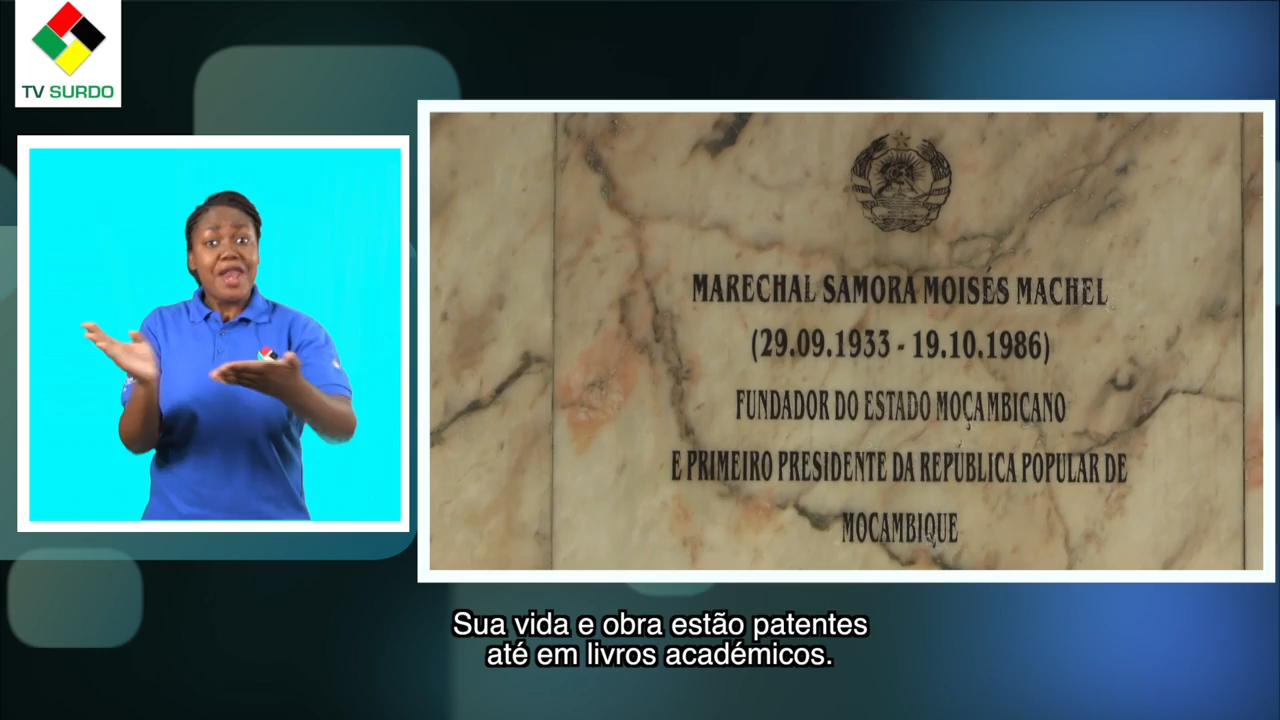 TV SURDO
MARECHAL SAMORA MOISÉS MACHEL
(29.09.1933 - 19.10.1986)
FUNDADOR DO ESTADO MOÇAMBICANO
E PRIMEIRO PRESIDENTE DA REPÚBLICA POPULAR DE
MOÇAMBIQUE
Sua vida e obra estão patentes
até em livros académicos.